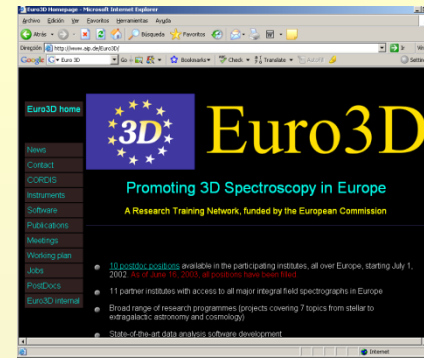 Euro3D Homepage - Microsoft Internet Explorer
Archivo Edición Ver Favoritos Herramientas Ayuda
Atrás Búsqueda Favoritos
Dirección http://www.aip.de/Euro3D/ Ir
Google Euro 3D Go Bookmarks Check Translate
Euro3D home
News
Contact
CORDIS
Instruments
Software
Publications
Meetings
Working plan
Jobs
PostDocs
Euro3D internal
3D
Euro3D
Promoting 3D Spectroscopy in Europe
A Research Training Network, funded by the European Commission
10 postdoc positions available in the participating institutes, all over Europe, starting July 1,
2002. As of June 16, 2003, all positions have been filled
11 partner institutes with access to all major integral field spectrographs in Europe
Broad range of research programmes (projects covering 7 topics from stellar to
extragalactic astronomy and cosmology)
State-of-the-art data analysis software development
Internet